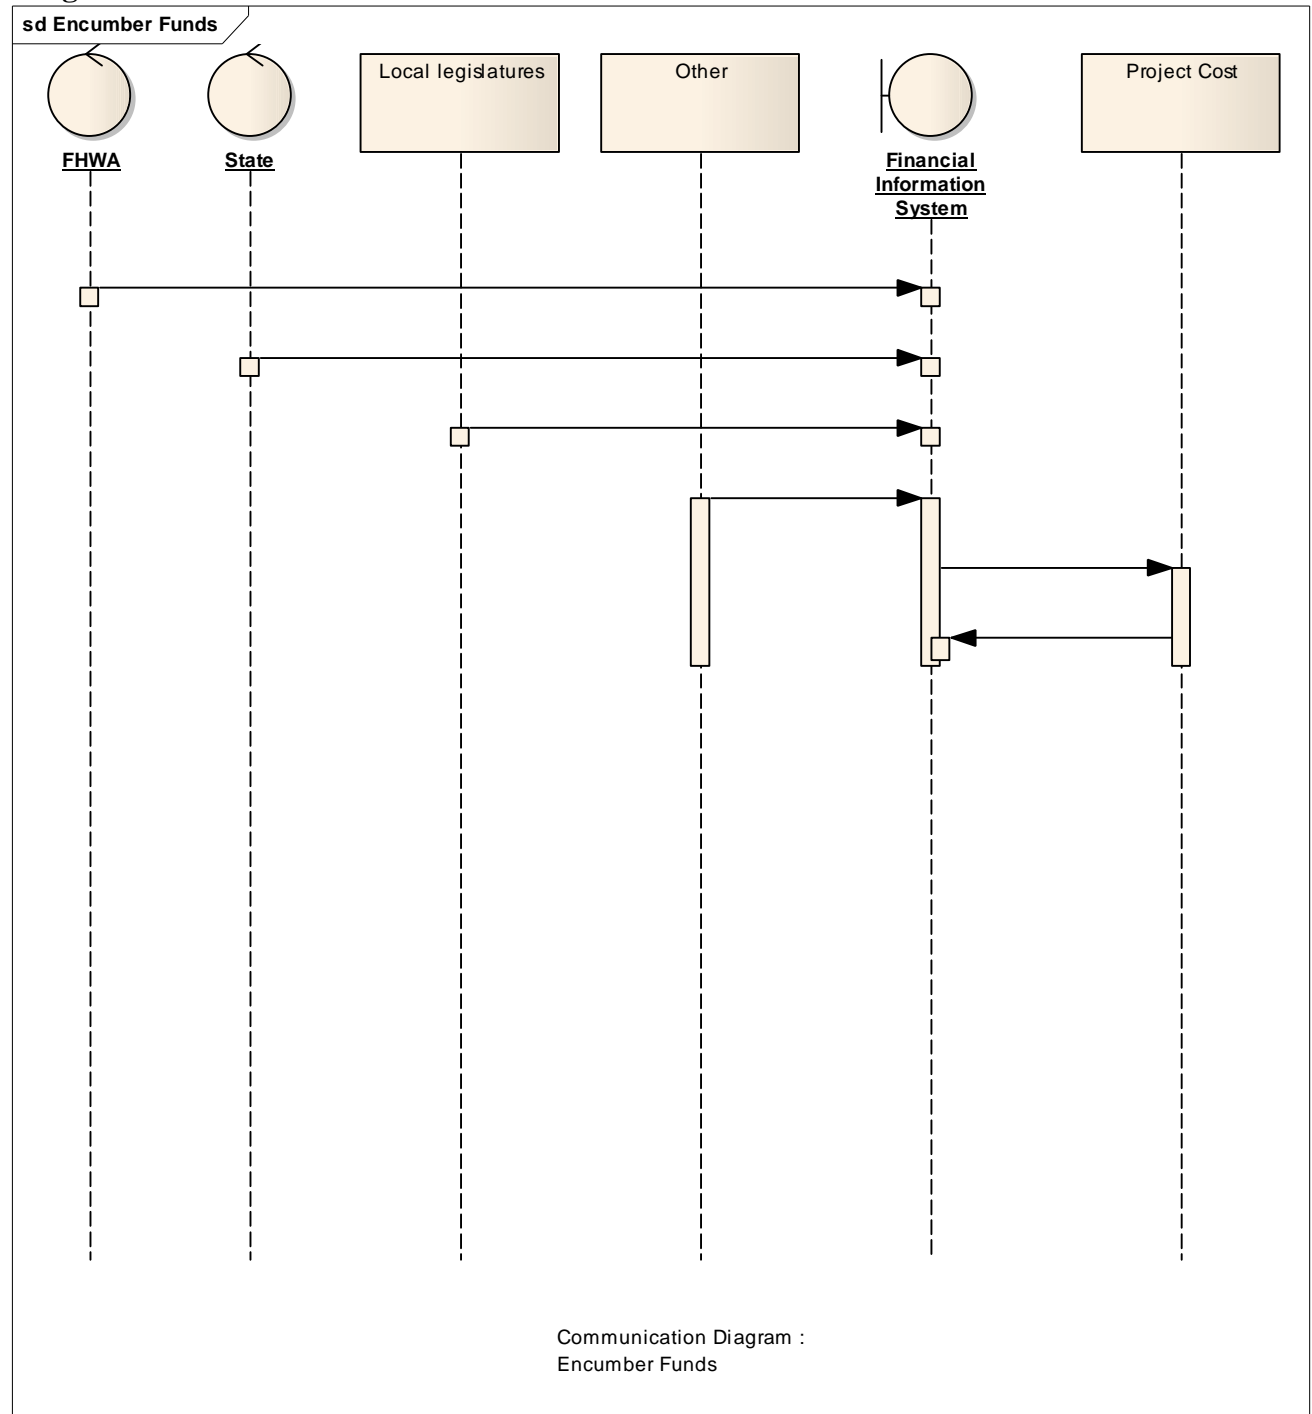 sd Encumber Funds
FHWA
State
Local legislatures
Other
Financial
Information
System
Project Cost
Communication Diagram :
Encumber Funds